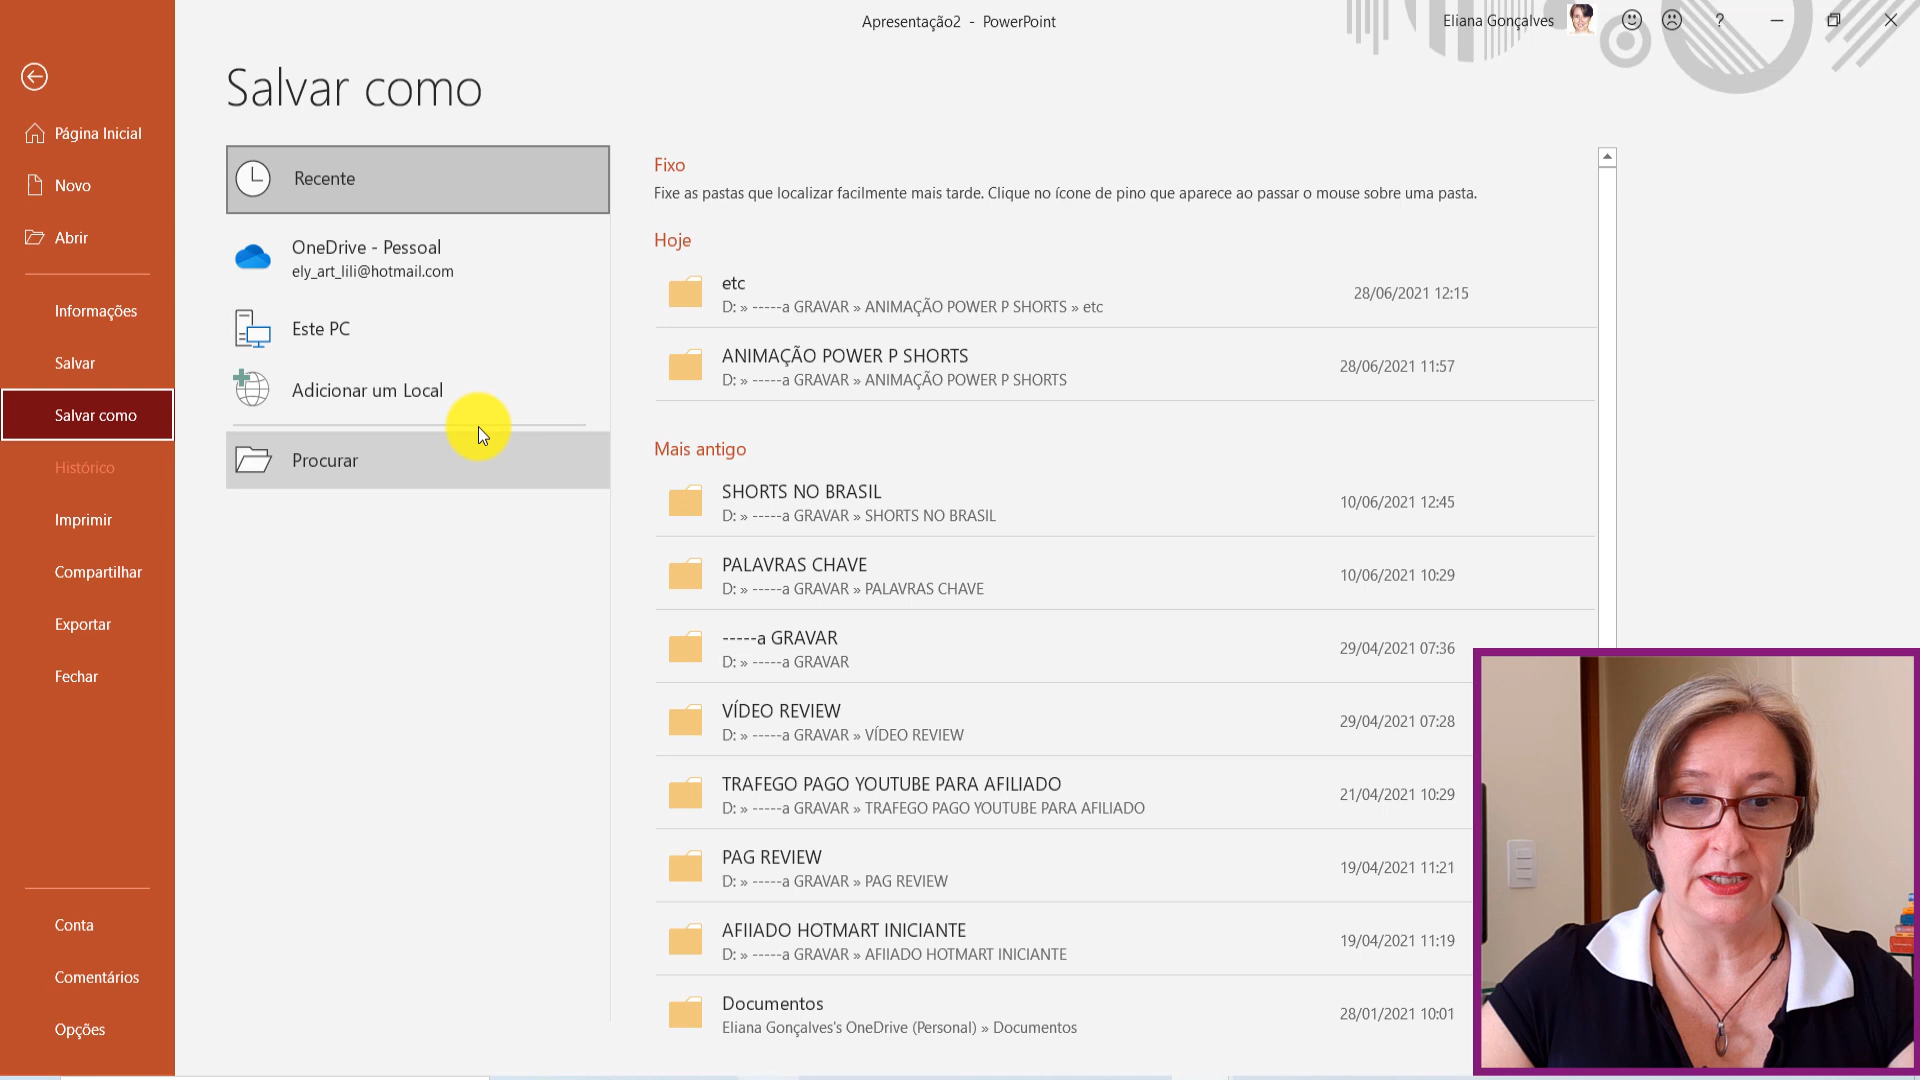 Apresentação2 - PowerPoint
Eliana Gonçalves
?
Salvar como
Página Inicial
Novo
Abrir
Informações
Salvar
Salvar como
Histórico
Imprimir
Compartilhar
Exportar
Fechar
Conta
Comentários
Opções
Recente
OneDrive - Pessoal
ely_art_lili@hotmail.com
Este PC
Adicionar um Local
Procurar
Fixo
Fixe as pastas que localizar facilmente mais tarde. Clique no ícone de pino que aparece ao passar o mouse sobre uma pasta.
Hoje
etc
D: » -----a GRAVAR » ANIMAÇÃO POWER P SHORTS » etc
28/06/2021 12:15
ANIMAÇÃO POWER P SHORTS
D: » -----a GRAVAR » ANIMAÇÃO POWER P SHORTS
28/06/2021 11:57
Mais antigo
SHORTS NO BRASIL
D: » -----a GRAVAR » SHORTS NO BRASIL
10/06/2021 12:45
PALAVRAS CHAVE
D: » -----a GRAVAR » PALAVRAS CHAVE
10/06/2021 10:29
-----a GRAVAR
D: » -----a GRAVAR
29/04/2021 07:36
VÍDEO REVIEW
D: » -----a GRAVAR » VÍDEO REVIEW
29/04/2021 07:28
TRAFEGO PAGO YOUTUBE PARA AFILIADO
D: » -----a GRAVAR » TRAFEGO PAGO YOUTUBE PARA AFILIADO
21/04/2021 10:29
PAG REVIEW
D: » -----a GRAVAR » PAG REVIEW
19/04/2021 11:21
AFIIADO HOTMART INICIANTE
D: » -----a GRAVAR » AFIIADO HOTMART INICIANTE
19/04/2021 11:19
Documentos
Eliana Gonçalves's OneDrive (Personal) » Documentos
28/01/2021 10:01